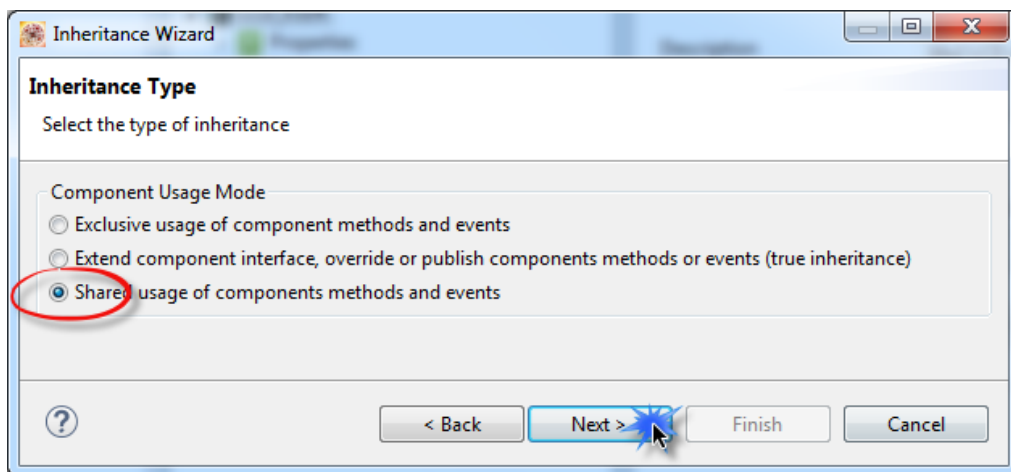 Inheritance Wizard
Properties
Description
Inheritance Type
Select the type of inheritance
Component Usage Mode
Exclusive usage of component methods and events
Extend component interface, override or publish components methods or events (true inheritance)
Shared usage of components methods and events
?
< Back
Next >
Finish
Cancel